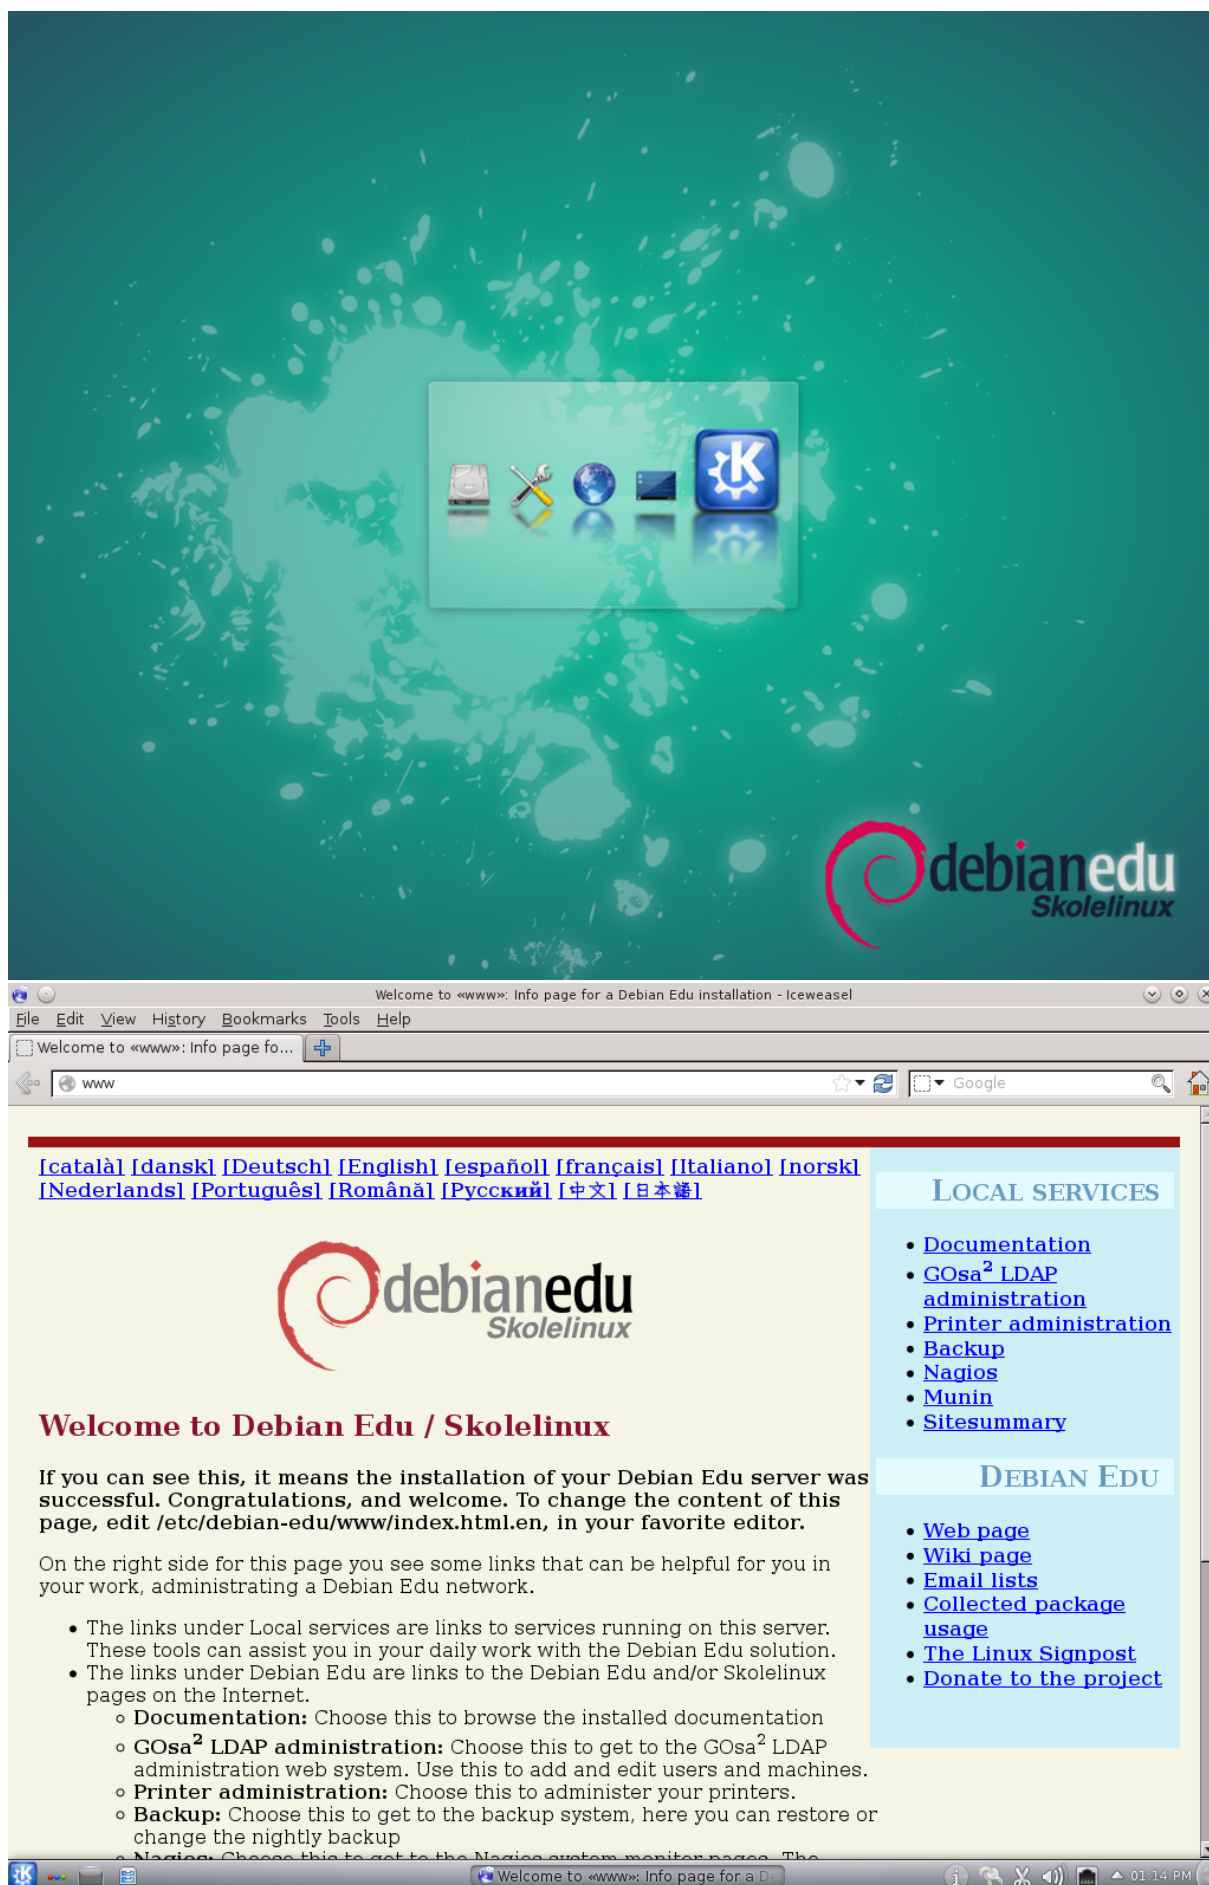 debianedu
Skolelinux
Welcome to «www»: Info page for a Debian Edu installation - Iceweasel
File Edit View History Bookmarks Tools Help
Welcome to «www»: Info page fo...
www
Google
[català] [dansk] [Deutsch] [English] [español] [français] [Italiano] [norsk]
[Nederlands] [Português] [Română] [Русский] [中文] [日本語]
debianedu
Skolelinux
Welcome to Debian Edu / Skolelinux
If you can see this, it means the installation of your Debian Edu server was
successful. Congratulations, and welcome. To change the content of this
page, edit /etc/debian-edu/www/index.html.en, in your favorite editor.
On the right side for this page you see some links that can be helpful for you in
your work, administrating a Debian Edu network.
• The links under Local services are links to services running on this server.
These tools can assist you in your daily work with the Debian Edu solution.
• The links under Debian Edu are links to the Debian Edu and/or Skolelinux
pages on the Internet.
◦ Documentation: Choose this to browse the installed documentation
◦ GOsa² LDAP administration: Choose this to get to the GOsa² LDAP
administration web system. Use this to add and edit users and machines.
◦ Printer administration: Choose this to administer your printers.
◦ Backup: Choose this to get to the backup system, here you can restore or
change the nightly backup
◦ Nagios: Choose this to get to the Nagios system monitor pages. The
LOCAL SERVICES
• Documentation
• GOsa² LDAP
administration
• Printer administration
• Backup
• Nagios
• Munin
• Sitesummary
DEBIAN EDU
• Web page
• Wiki page
• Email lists
• Collected package
usage
• The Linux Signpost
• Donate to the project
Welcome to «www»: Info page for a D
01:14 PM